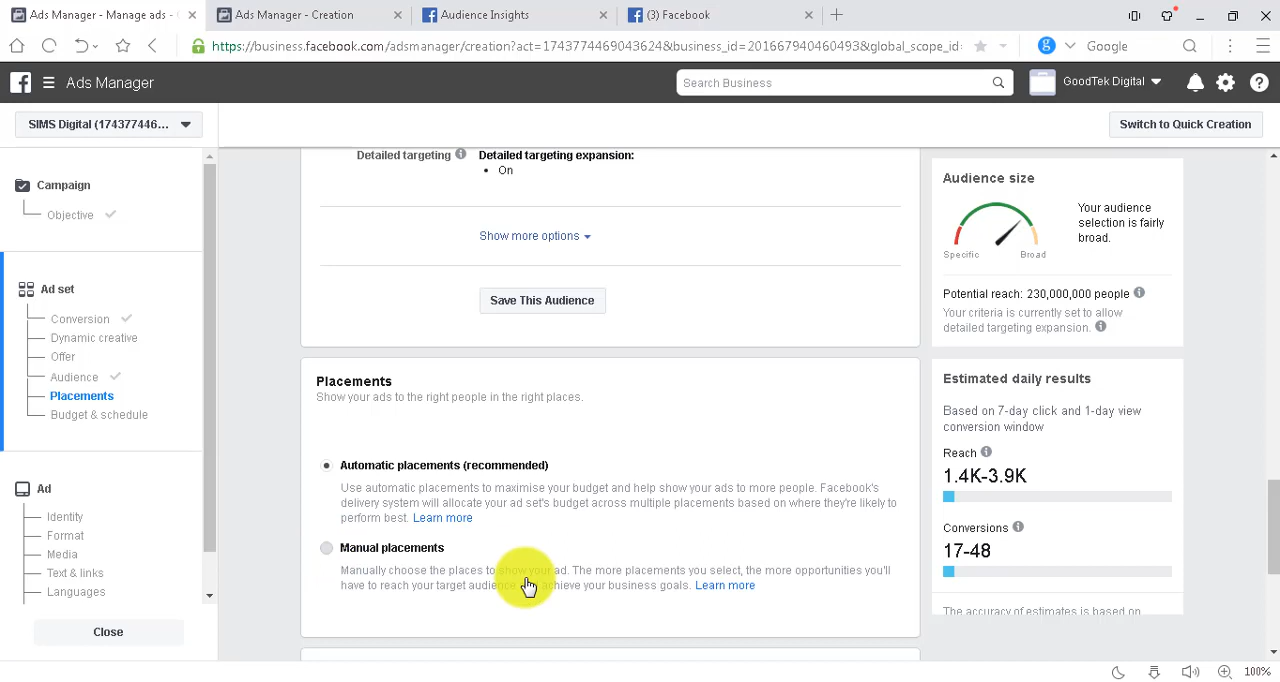 Ads Manager - Manage ads -
Ads Manager - Creation
Audience Insights
(3) Facebook
https://business.facebook.com/adsmanager/creation?act=1743774469043624&business_id=201667940460493&global_scope_id=
Google
Ads Manager
Search Business
GoodTek Digital
SIMS Digital (174377446...
Switch to Quick Creation
Campaign
Objective
Ad set
Conversion
Dynamic creative
Offer
Audience
Placements
Budget & schedule
Ad
Identity
Format
Media
Text & links
Languages
Close
Detailed targeting
Detailed targeting expansion:
• On
Show more options
Save This Audience
Placements
Show your ads to the right people in the right places.
Automatic placements (recommended)
Use automatic placements to maximise your budget and help show your ads to more people. Facebook's
delivery system will allocate your ad set's budget across multiple placements based on where they're likely to
perform best. Learn more
Manual placements
Manually choose the places to show your ad. The more placements you select, the more opportunities you'll
have to reach your target audience achieve your business goals. Learn more
Audience size
Specific
Broad
Your audience
selection is fairly
broad.
Potential reach: 230,000,000 people
Your criteria is currently set to allow
detailed targeting expansion.
Estimated daily results
Based on 7-day click and 1-day view
conversion window
Reach
1.4K-3.9K
Conversions
17-48
The accuracy of estimates is based on
100%